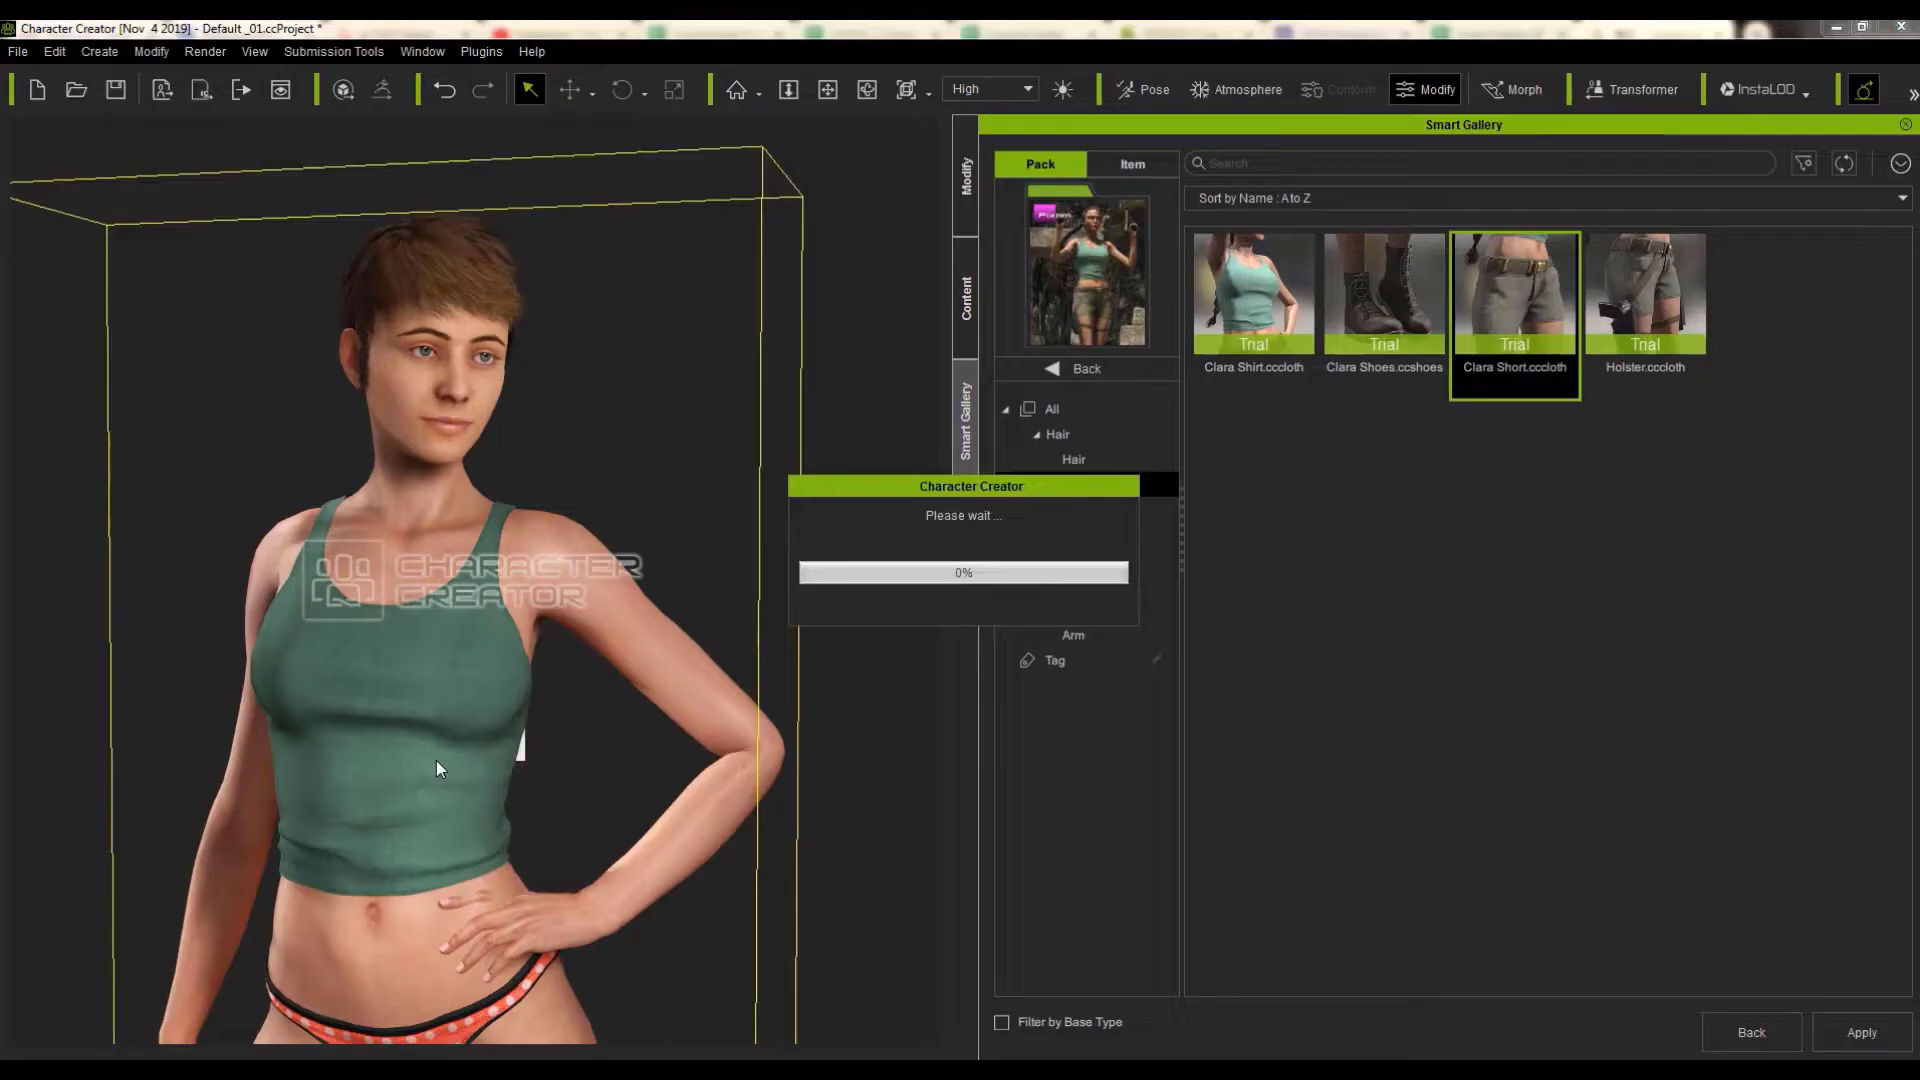 Character Creator [Nov  4 2019] - Default _01.ccProject *
File Edit Create Modify Render View Submission Tools Window Plugins Help
High Pose Atmosphere Conform Modify Morph Transformer InstaLOD
Smart Gallery
Modify
Content
Smart Gallery
Pack Item
Search
Sort by Name : A to Z
Trial Trial Trial Trial
Clara Shirt.cccloth Clara Shoes.ccshoes Clara Short.cccloth Holster.cccloth
Back
All
Hair
Hair
Character Creator
Please wait ...
0%
CHARACTER
CREATOR
Arm
Tag
Filter by Base Type
Back Apply